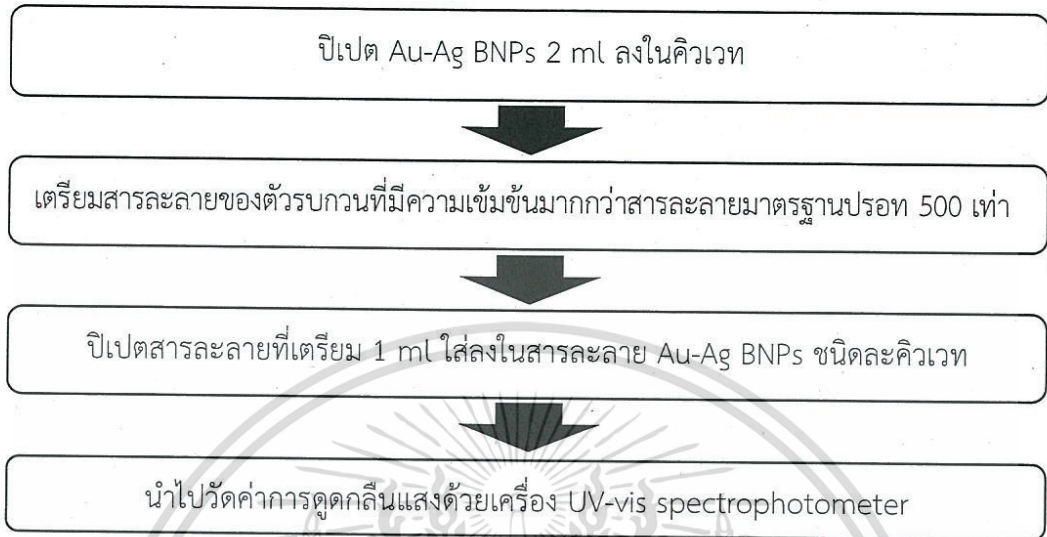 ปิเปต Au-Ag BNPs 2 ml ลงในคิวเวท
เตรียมสารละลายของตัวรบกวนที่มีความเข้มข้นมากกว่าสารละลายมาตรฐานปรอท 500 เท่า
ปิเปตสารละลายที่เตรียม 1 ml ใส่ลงในสารละลาย Au-Ag BNPs ชนิดละคิวเวท
นำไปวัดค่าการดูดกลืนแสงด้วยเครื่อง UV-vis spectrophotometer